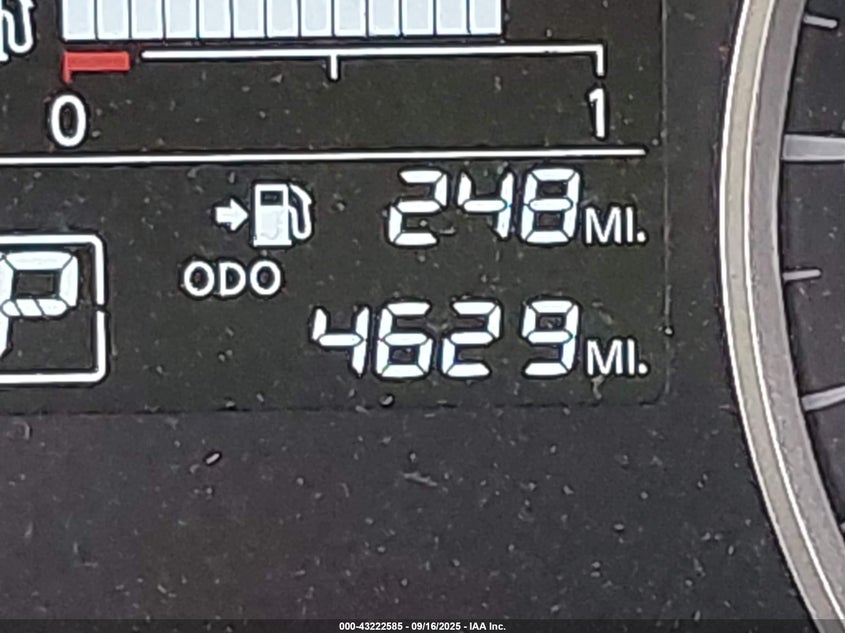 0 1
248 MI.
ODO
P
4629 MI.
000-43222585 - 09/16/2025 - IAA Inc.